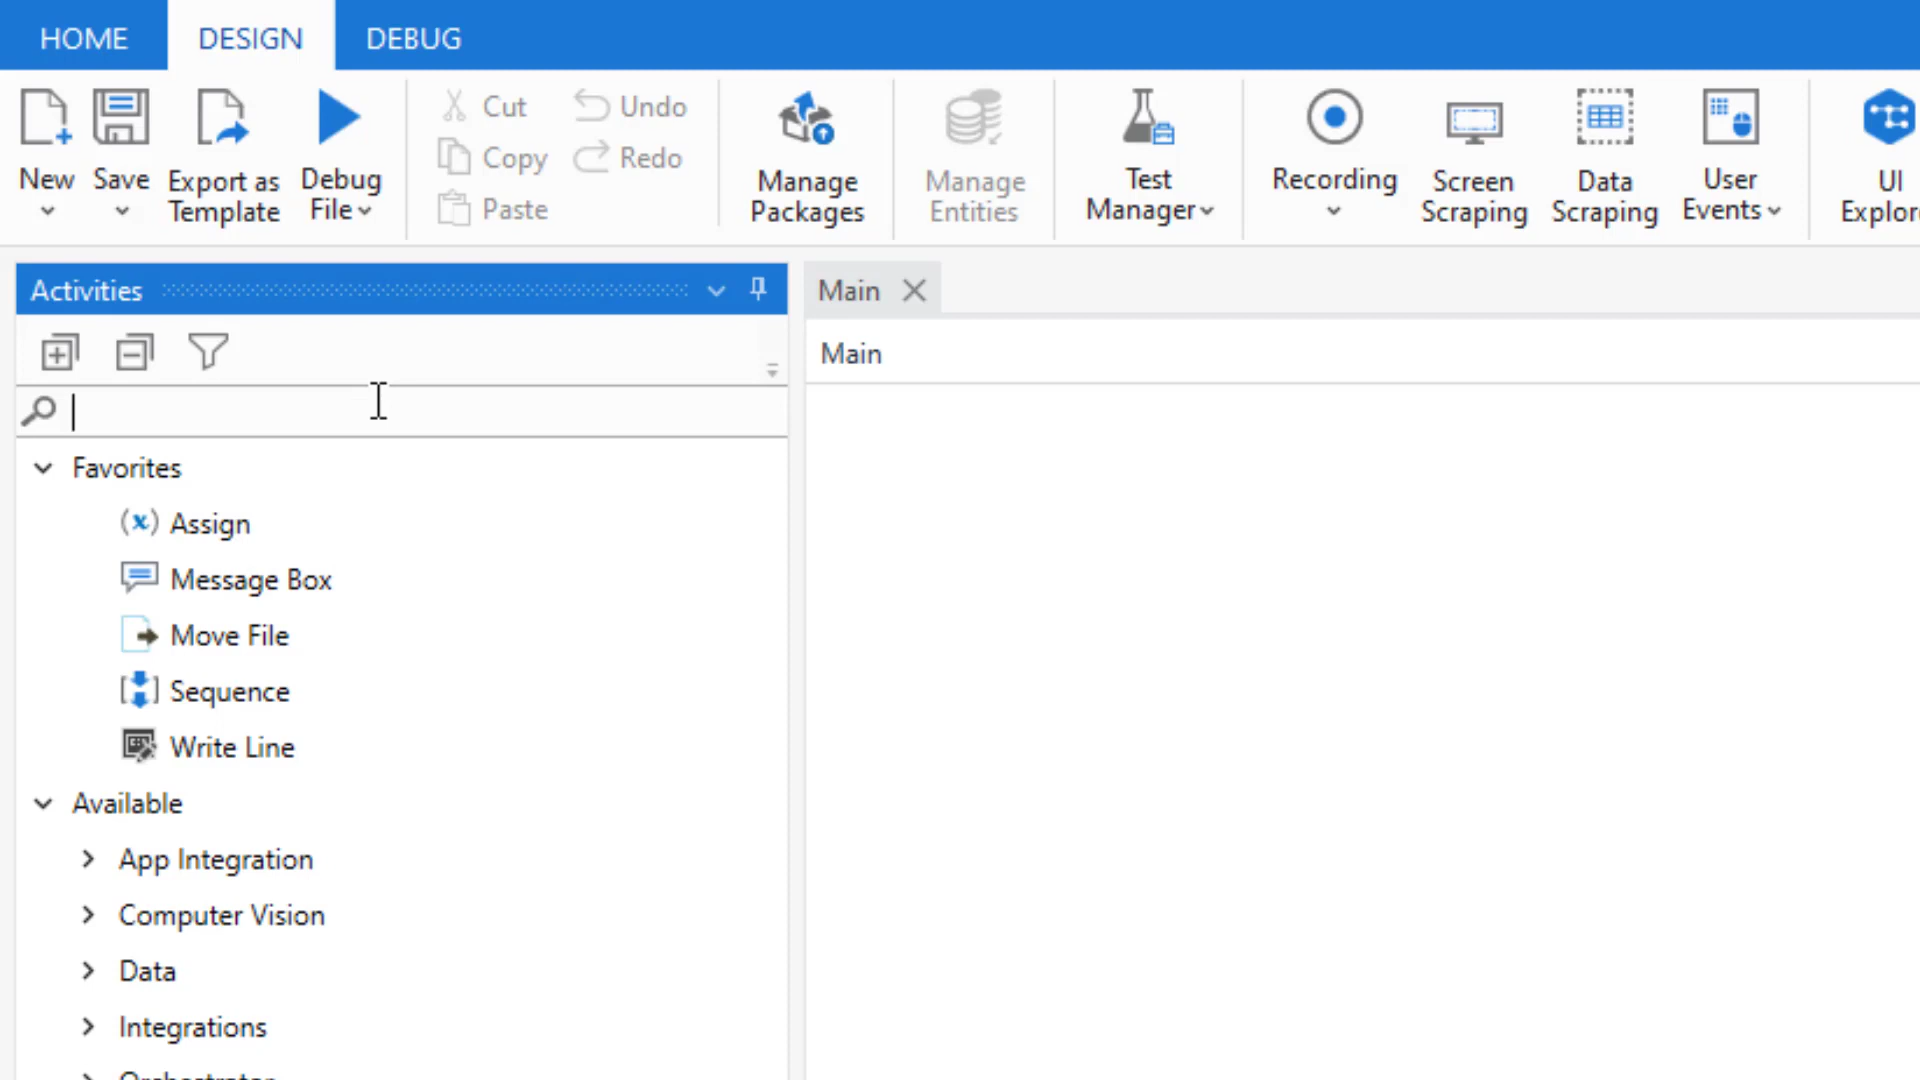 HOME DESIGN DEBUG
New Save Export as Template Debug File
Cut Undo
Copy Redo
Paste
Manage Packages
Manage Entities
Test Manager
Recording
Screen Scraping
Data Scraping
User Events
UI
Activities
Main
Main
Favorites
Assign
Message Box
Move File
Sequence
Write Line
Available
App Integration
Computer Vision
Data
Integrations